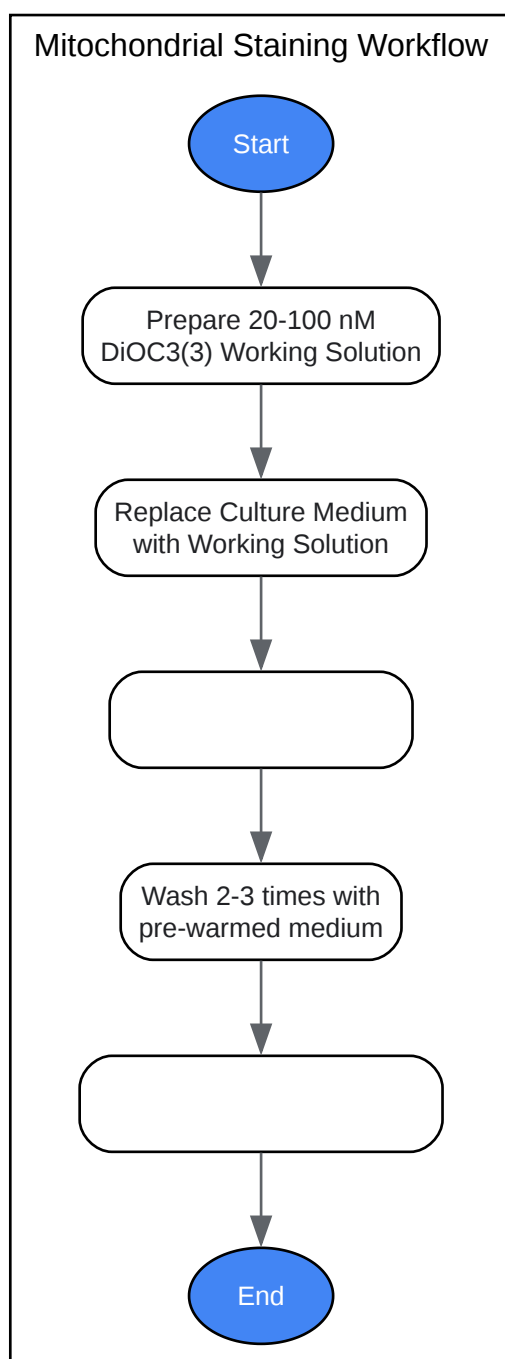 Mitochondrial Staining Workflow
Start
Prepare 20-100 nM
DiOC3(3) Working Solution
Replace Culture Medium
with Working Solution
Wash 2-3 times with
pre-warmed medium
End